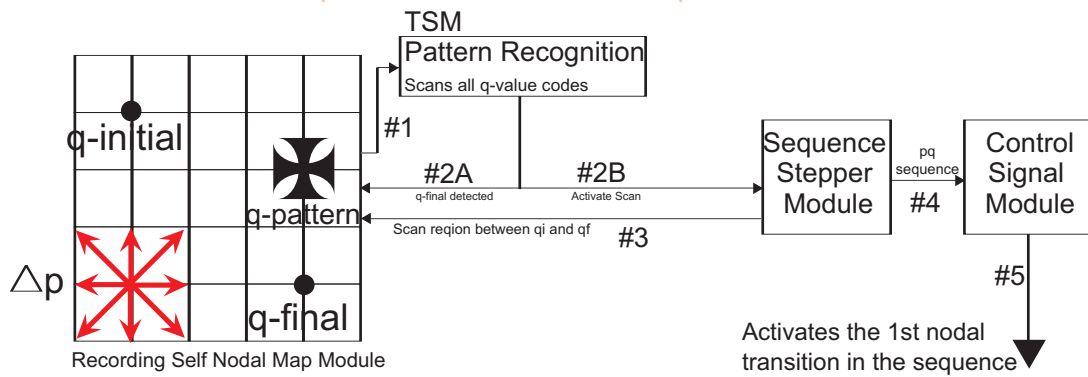 TSM
Pattern Recognition
Scans all q-value codes
q-initial
#1
q-pattern
#2A
q-final detected
#2B
Activate Scan
Scan reqion between qi and qf
#3
Sequence
Stepper
Module
pq
sequence
#4
Control
Signal
Module
#5
△p
q-final
Recording Self Nodal Map Module
Activates the 1st nodal
transition in the sequence